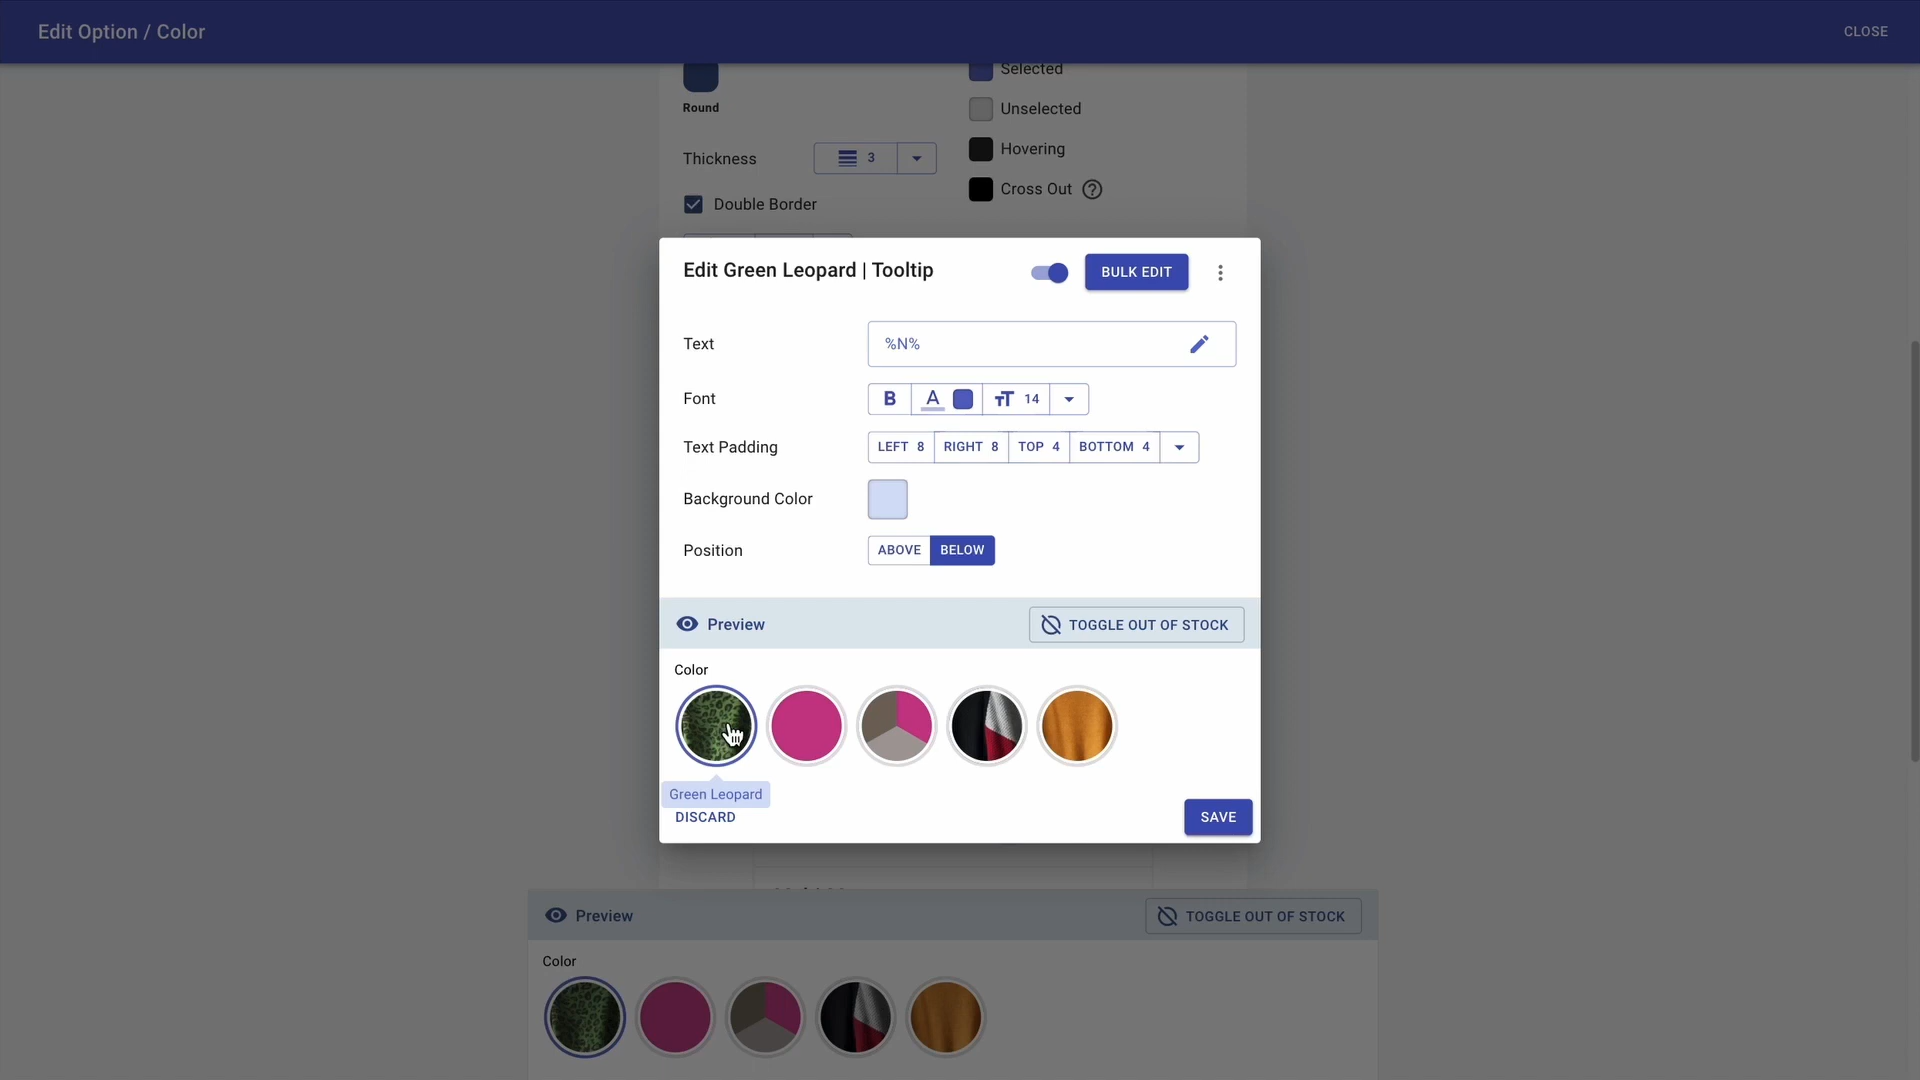 Edit Option / Color
CLOSE
Round
Selected
Unselected
Thickness
3
Hovering
Cross Out
Double Border
Edit Green Leopard | Tooltip
BULK EDIT
Text
%N%
Font
B A 14
Text Padding
LEFT 8 RIGHT 8 TOP 4 BOTTOM 4
Background Color
Position
ABOVE BELOW
Preview
TOGGLE OUT OF STOCK
Color
Green Leopard
DISCARD
SAVE
Preview
TOGGLE OUT OF STOCK
Color